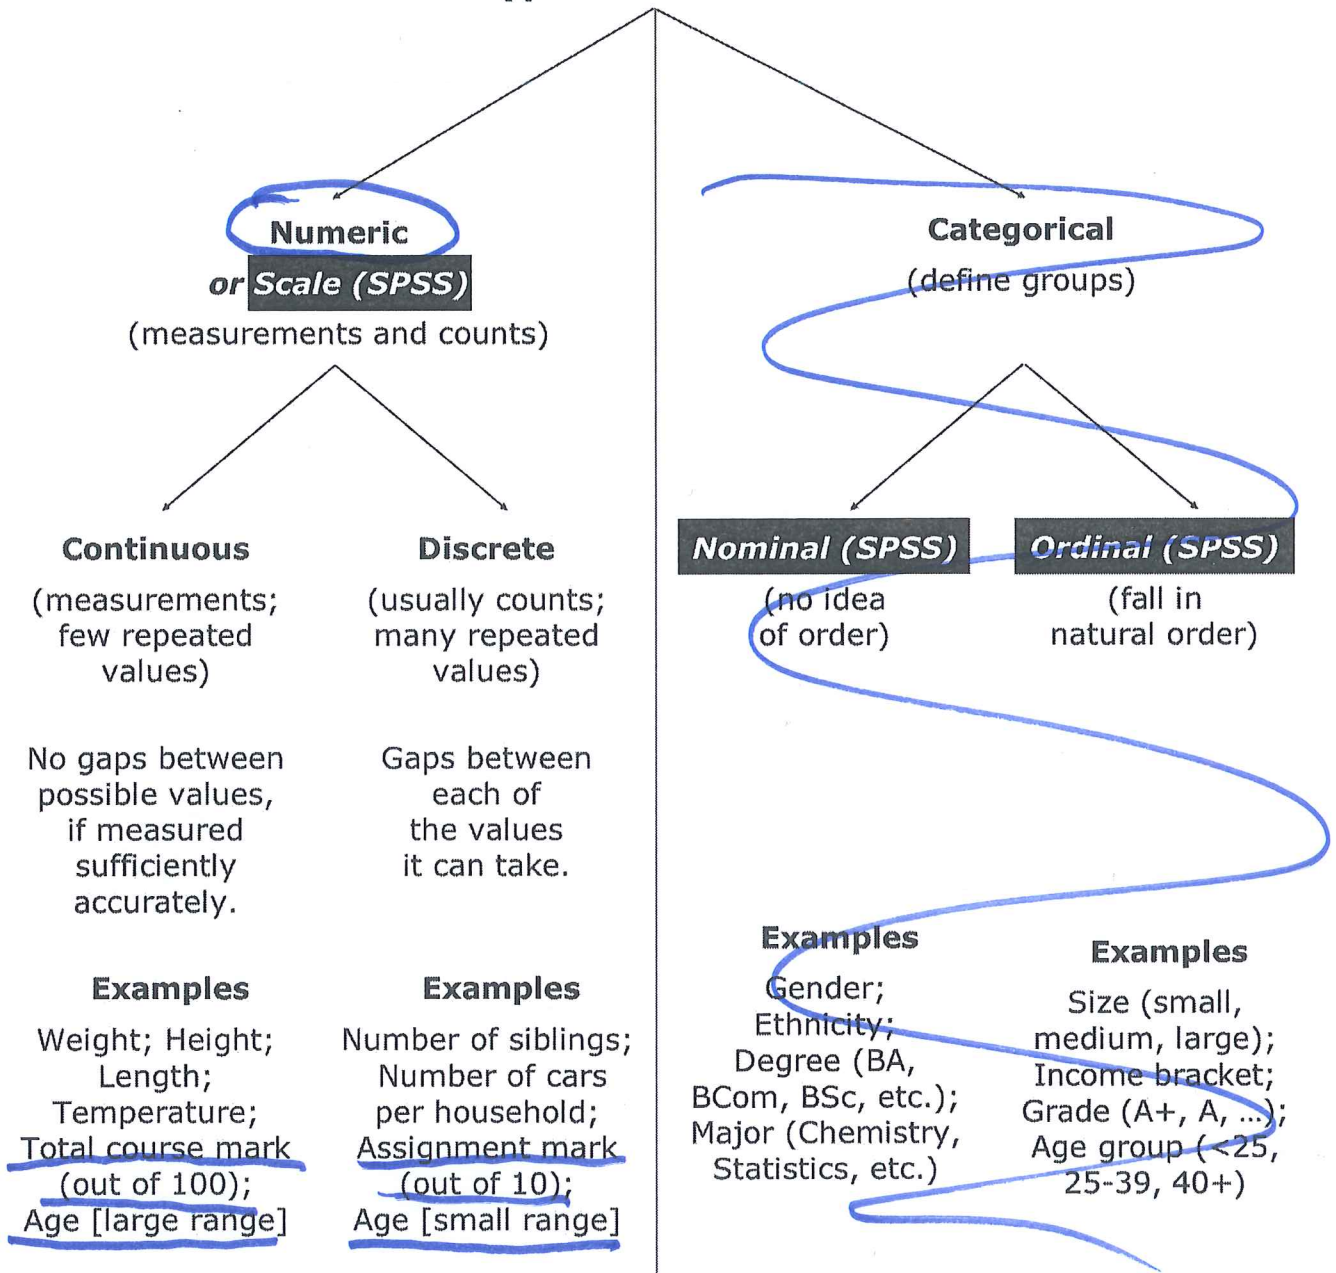 Numeric
or Scale (SPSS)
(measurements and counts)
Continuous
(measurements;
few repeated
values)
No gaps between
possible values,
if measured
sufficiently
accurately.
Examples
Weight; Height;
Length;
Temperature;
Total course mark
(out of 100);
Age [large range]
Discrete
(usually counts;
many repeated
values)
Gaps between
each of
the values
it can take.
Examples
Number of siblings;
Number of cars
per household;
Assignment mark
(out of 10);
Age [small range]
Categorical
(define groups)
Nominal (SPSS)
(no idea
of order)
Examples
Gender;
Ethnicity;
Degree (BA,
BCom, BSc, etc.);
Major (Chemistry,
Statistics, etc.)
Ordinal (SPSS)
(fall in
natural order)
Examples
Size (small,
medium, large);
Income bracket;
Grade (A+, A, ...);
Age group (<25,
25-39, 40+)